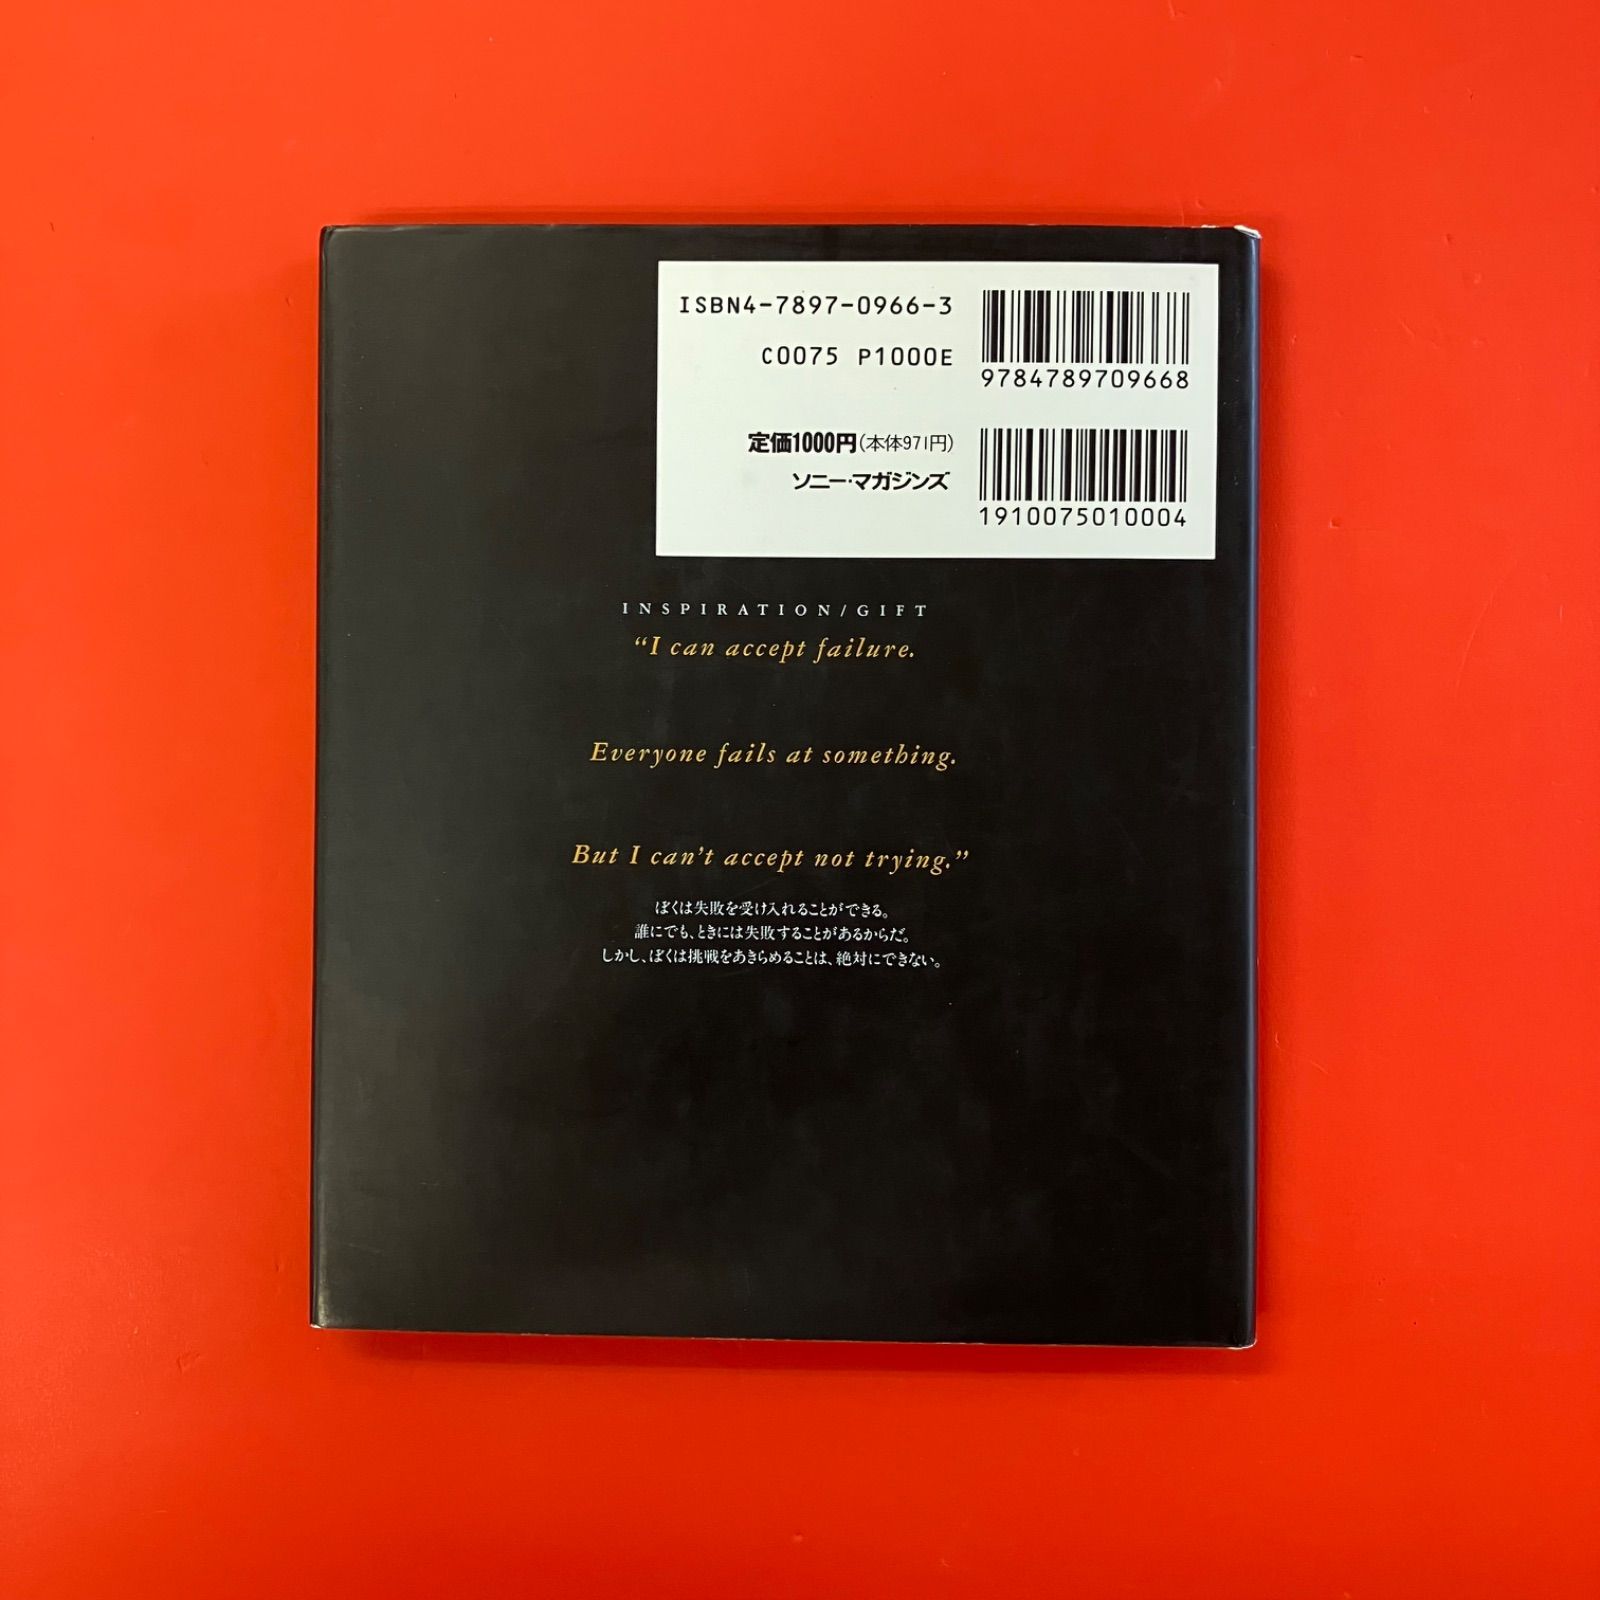 ISBN4-7897-0966-3
C0075 P1000E
9784789709668
定価1000円(本体971円)
ソニー・マガジンズ
1910075010004
INSPIRATION/GIFT
“I can accept failure.
Everyone fails at something.
But I can’t accept not trying.”
ぼくは失敗を受け入れることができる。
誰にでも、ときには失敗することがあるからだ。
しかし、ぼくは挑戦をあきらめることは、絶対にできない。